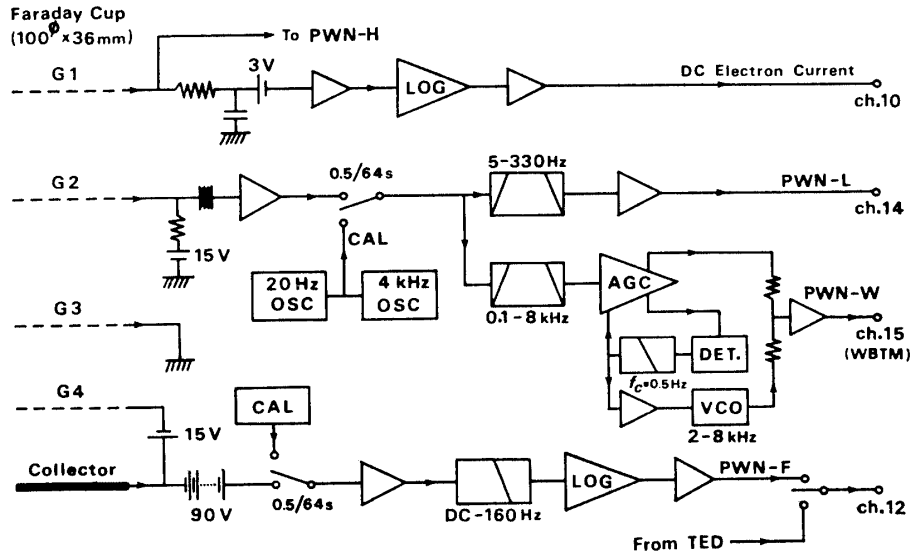 Faraday Cup
(100ø×36mm)
To PWN-H
G1
3V
LOG
DC Electron Current
ch.10
G2
0.5/64s
5-330Hz
PWN-L
ch.14
15V
CAL
20Hz
OSC
4 kHz
OSC
0.1-8kHz
AGC
PWN-W
ch.15
(WBTM)
G3
DET.
fC=0.5Hz
VCO
2-8kHz
G4
15V
CAL
Collector
90V
0.5/64s
DC-160Hz
LOG
PWN-F
ch.12
From TED